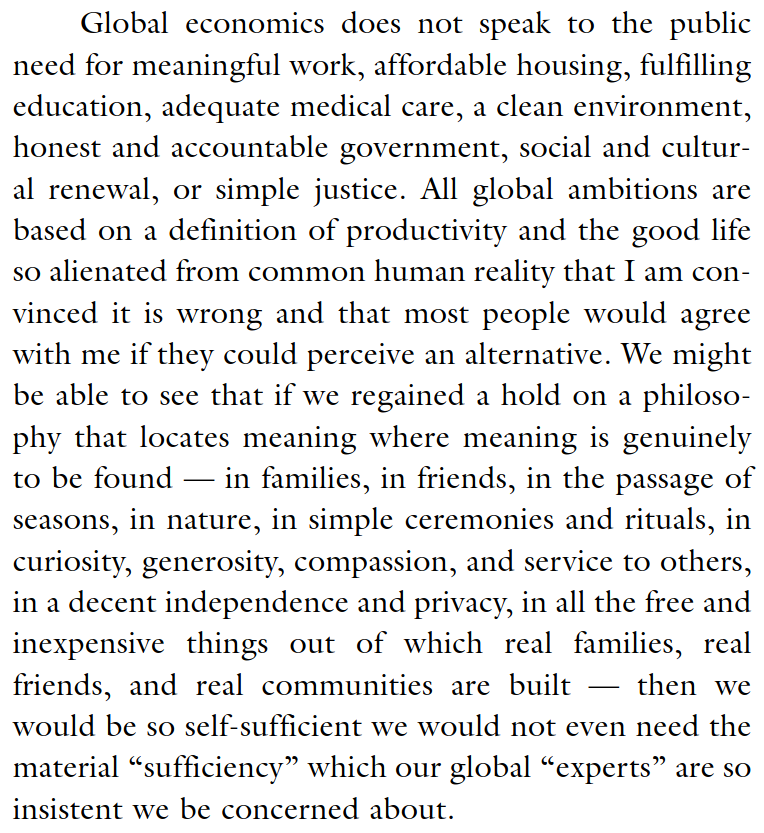 Global economics does not speak to the public
need for meaningful work, affordable housing, fulfilling
education, adequate medical care, a clean environment,
honest and accountable government, social and cultur-
al renewal, or simple justice. All global ambitions are
based on a definition of productivity and the good life
so alienated from common human reality that I am con-
vinced it is wrong and that most people would agree
with me if they could perceive an alternative. We might
be able to see that if we regained a hold on a philoso-
phy that locates meaning where meaning is genuinely
to be found — in families, in friends, in the passage of
seasons, in nature, in simple ceremonies and rituals, in
curiosity, generosity, compassion, and service to others,
in a decent independence and privacy, in all the free and
inexpensive things out of which real families, real
friends, and real communities are built — then we
would be so self-sufficient we would not even need the
material “sufficiency” which our global “experts” are so
insistent we be concerned about.